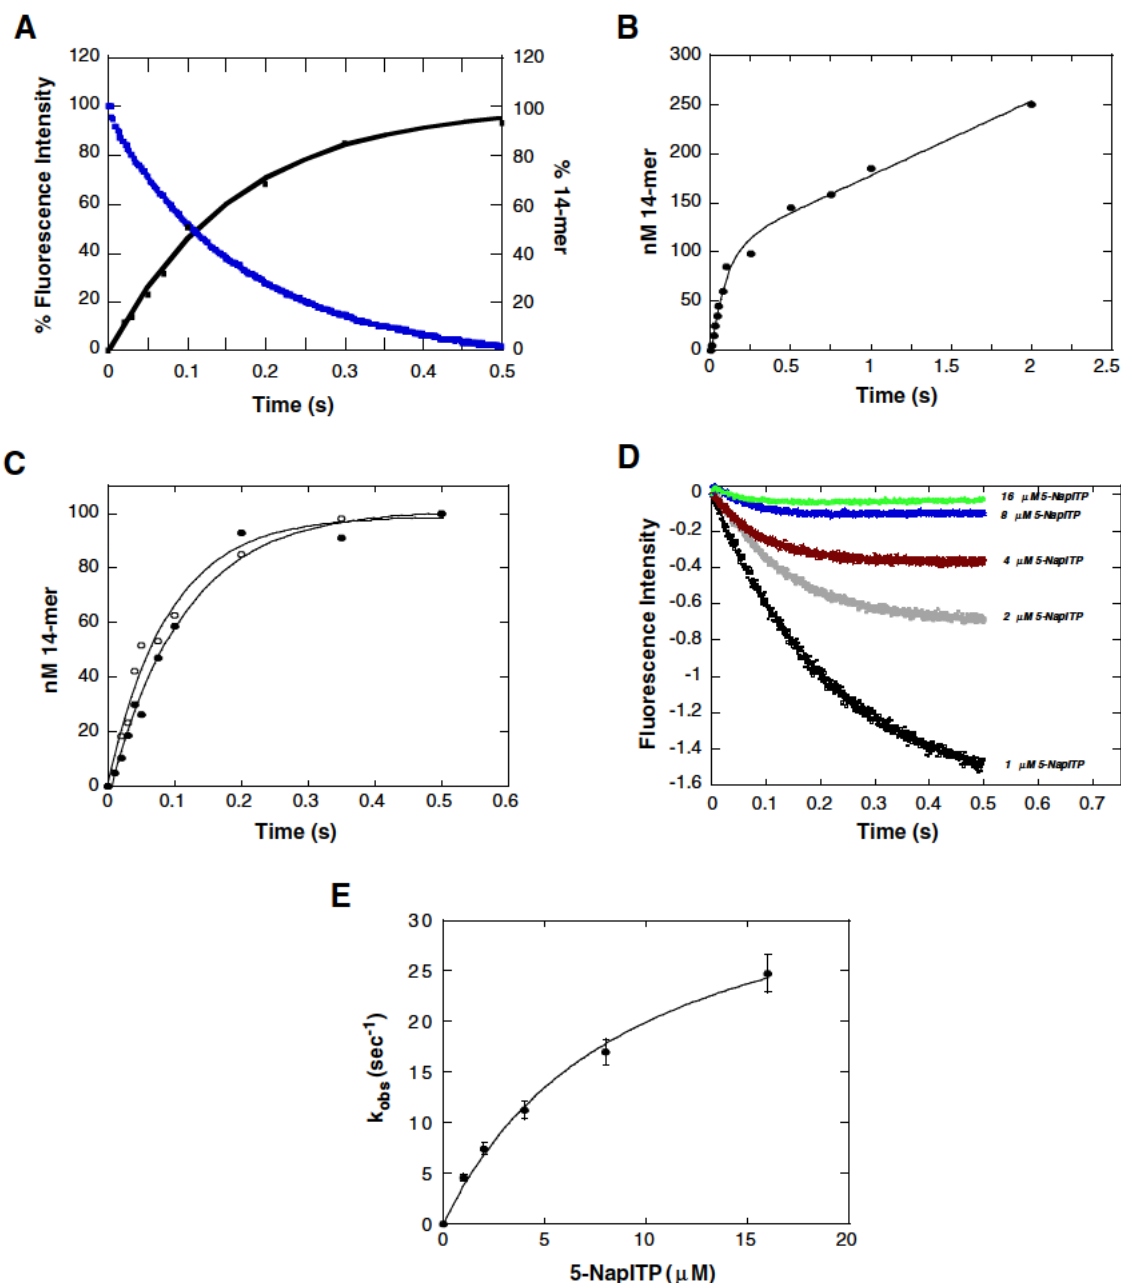 A
120
100
80
60
40
20
0
% Fluorescence Intensity
120
100
80
60
40
20
0
% 14-mer
0 0.1 0.2 0.3 0.4 0.5
Time (s)
B
300
250
200
150
100
50
0
nM 14-mer
0 0.5 1 1.5 2 2.5
Time (s)
C
100
80
60
40
20
0
nM 14-mer
0 0.1 0.2 0.3 0.4 0.5 0.6
Time (s)
D
0
-0.2
-0.4
-0.6
-0.8
-1
-1.2
-1.4
-1.6
Fluorescence Intensity
16 μM 5-NapITP
8 μM 5-NapITP
4 μM 5-NapITP
2 μM 5-NapITP
1 μM 5-NapITP
0 0.1 0.2 0.3 0.4 0.5 0.6 0.7
Time (s)
E
30
25
20
15
10
5
0
kobs (sec-1)
0 5 10 15 20
5-NapITP (μM)